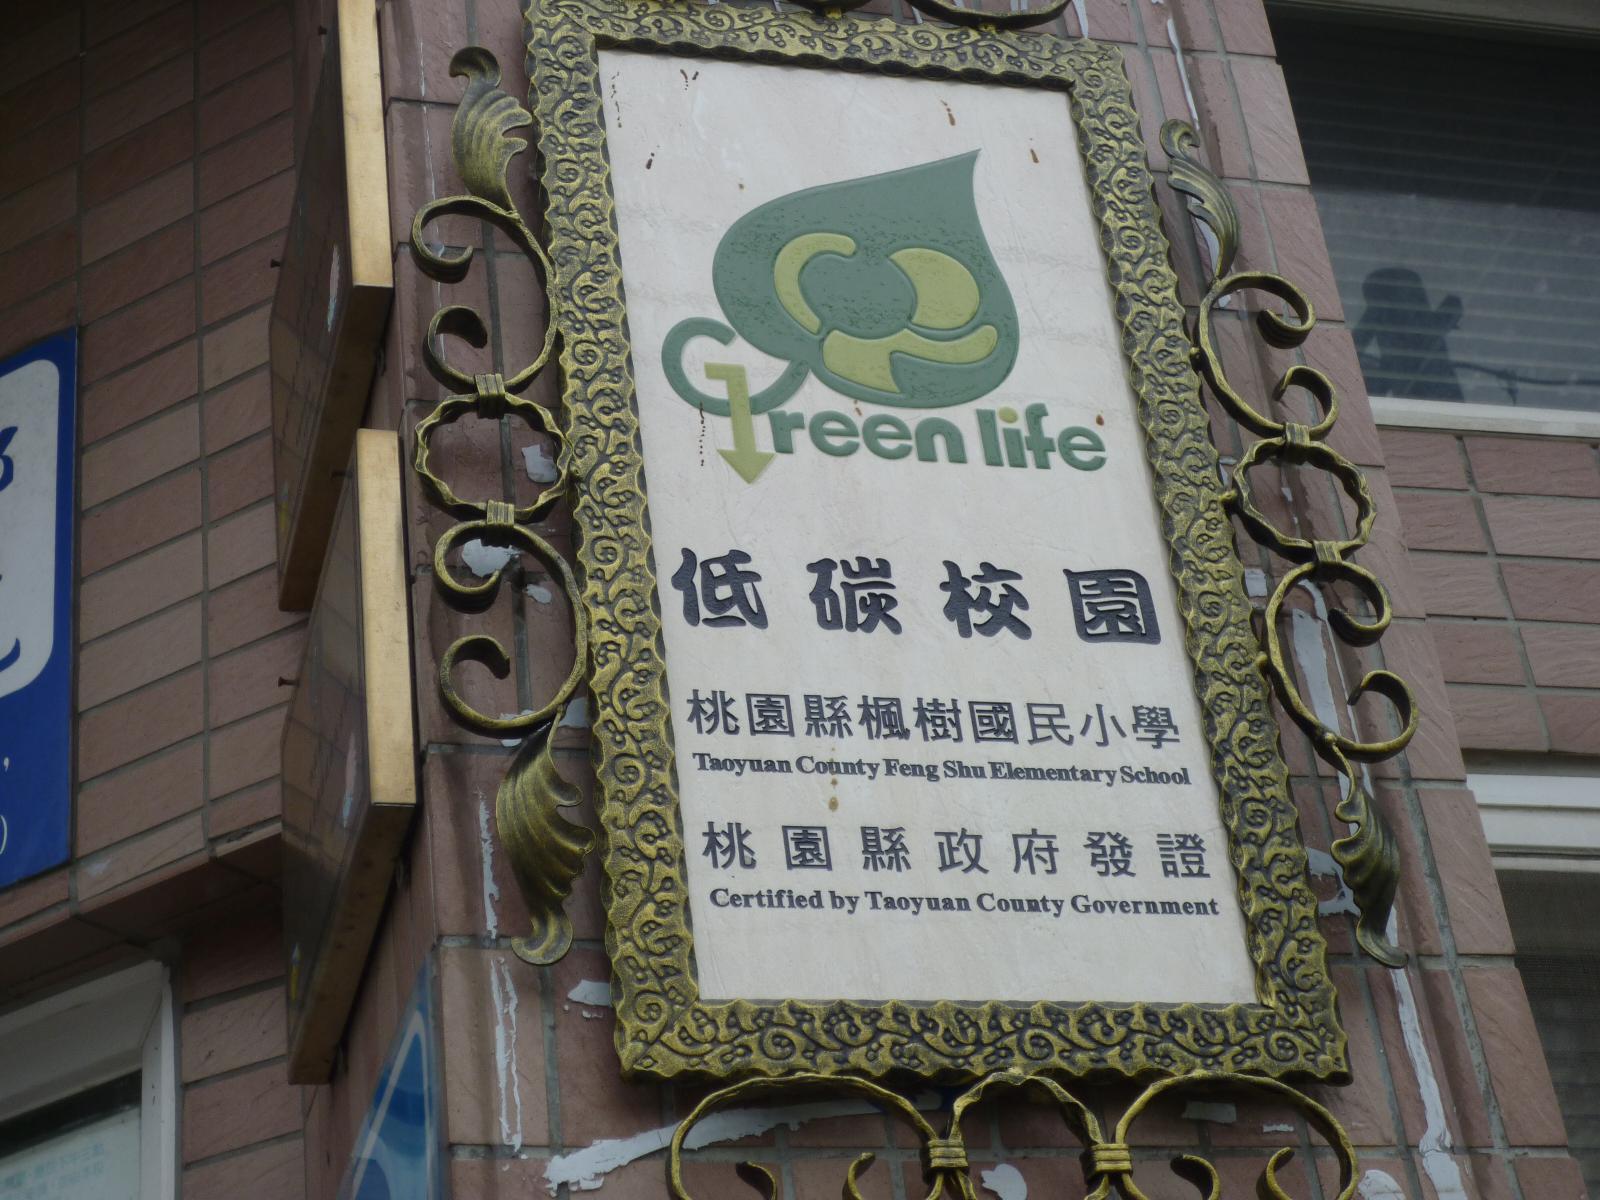 Green life
低碳校園
桃園縣楓樹國民小學
Taoyuan County Feng Shu Elementary School
桃園縣政府發證
Certified by Taoyuan County Government